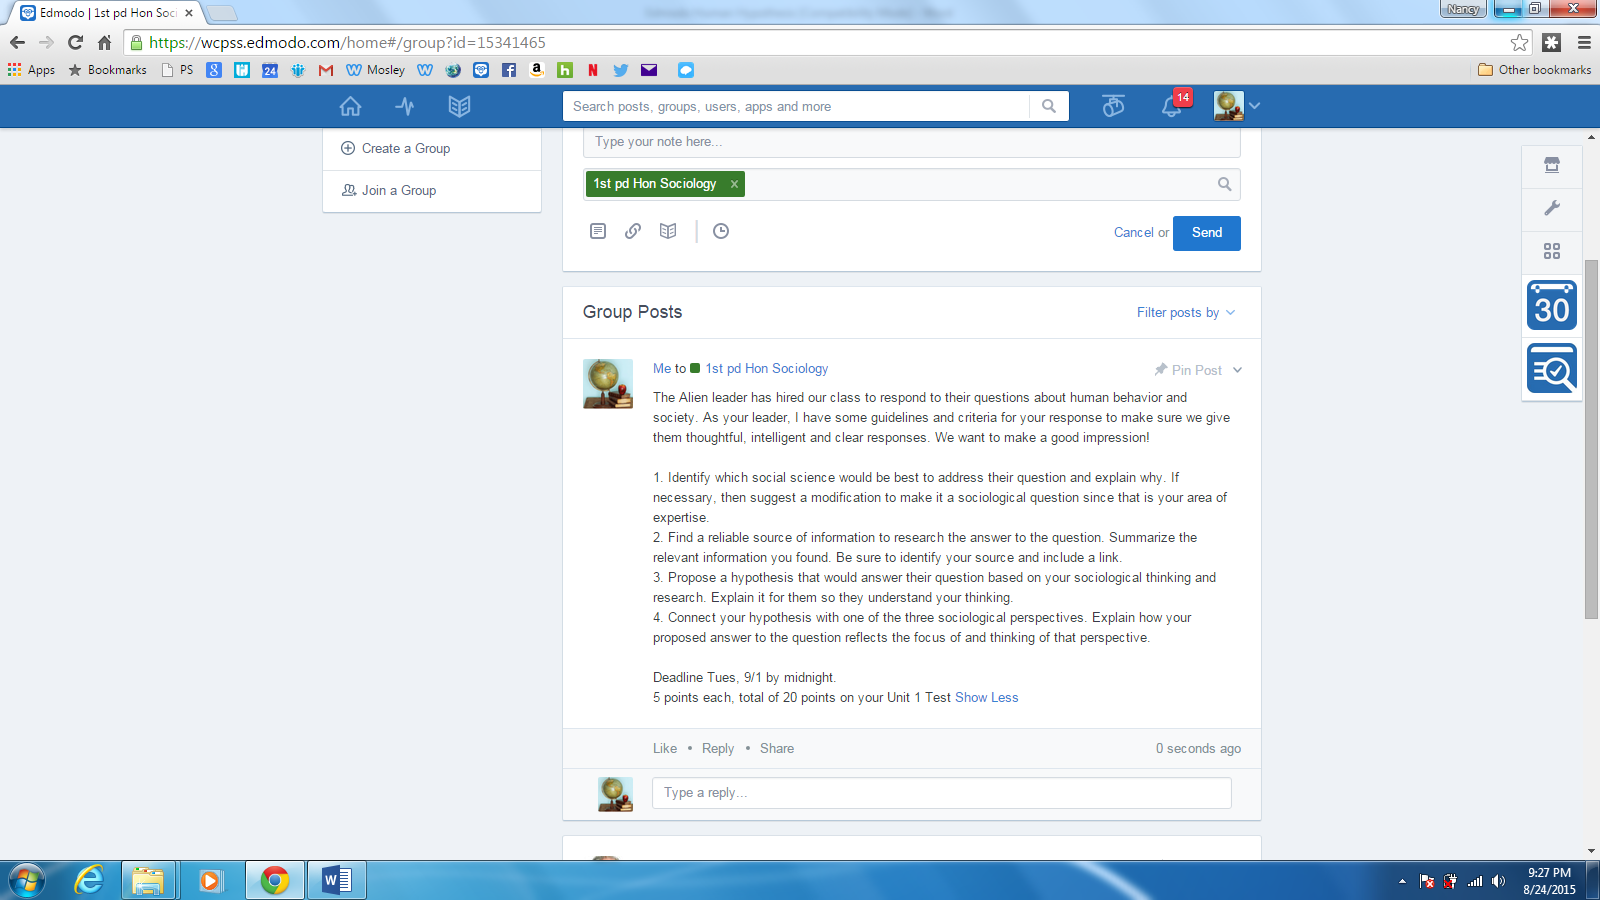 Edmodo | 1st pd Hon Soci
Nancy
https://wcpss.edmodo.com/home#/group?id=15341465
Apps Bookmarks PS 8 24 Mosley Other bookmarks
Search posts, groups, users, apps and more
14
Create a Group
Join a Group
Type your note here...
1st pd Hon Sociology x
Cancel or Send
30
Group Posts
Filter posts by
Me to 1st pd Hon Sociology
Pin Post
The Alien leader has hired our class to respond to their questions about human behavior and
society. As your leader, I have some guidelines and criteria for your response to make sure we give
them thoughtful, intelligent and clear responses. We want to make a good impression!
1. Identify which social science would be best to address their question and explain why. If
necessary, then suggest a modification to make it a sociological question since that is your area of
expertise.
2. Find a reliable source of information to research the answer to the question. Summarize the
relevant information you found. Be sure to identify your source and include a link.
3. Propose a hypothesis that would answer their question based on your sociological thinking and
research. Explain it for them so they understand your thinking.
4. Connect your hypothesis with one of the three sociological perspectives. Explain how your
proposed answer to the question reflects the focus of and thinking of that perspective.
Deadline Tues, 9/1 by midnight.
5 points each, total of 20 points on your Unit 1 Test Show Less
Like • Reply • Share
0 seconds ago
Type a reply...
9:27 PM
8/24/2015